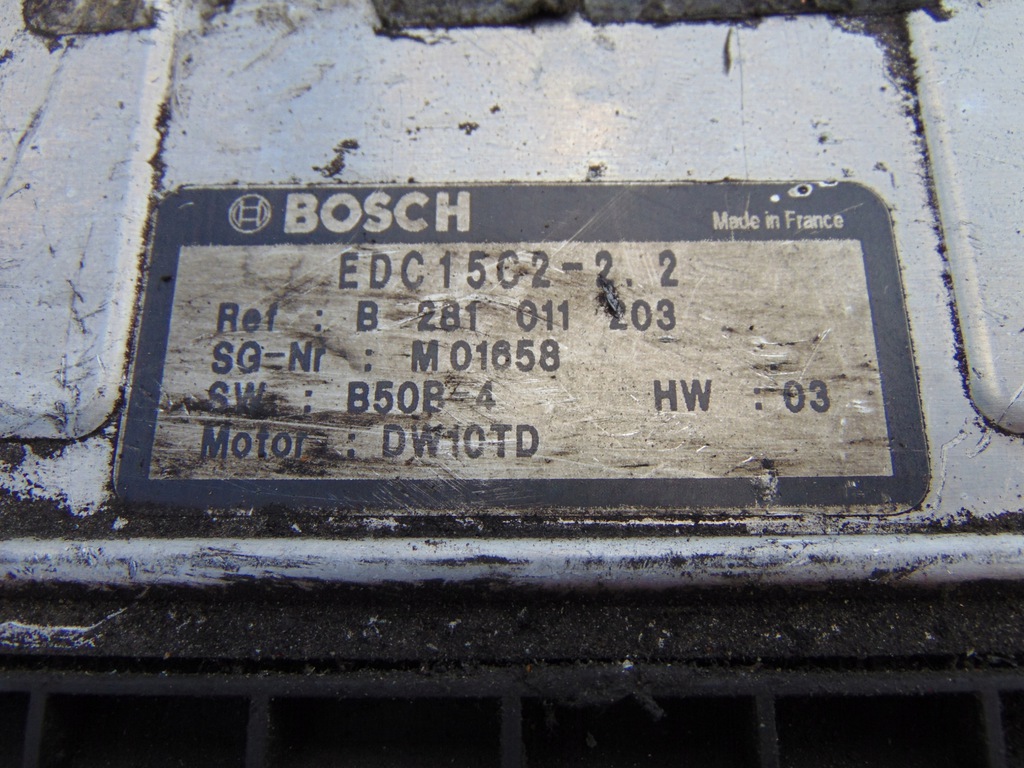 BOSCH
Made in France
EDC15C2-2.2
Ref : B 281 011 203
SG-Nr : M01658
SW : B50B-4 HW : 03
Motor : DW10TD